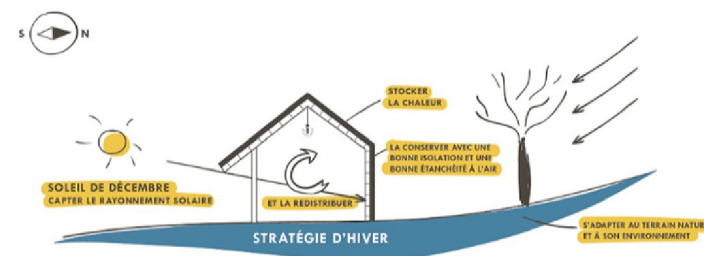 S N
STOCKER
LA CHALEUR
LA CONSERVER AVEC UNE
BONNE ISOLATION ET UNE
BONNE ÉTANCHÉITÉ À L'AIR
SOLEIL DE DÉCEMBRE
CAPTER LE RAYONNEMENT SOLAIRE
ET LA REDISTRIBUER
S'ADAPTER AU TERRAIN NATUR
ET À SON ENVIRONNEMENT
STRATÉGIE D'HIVER